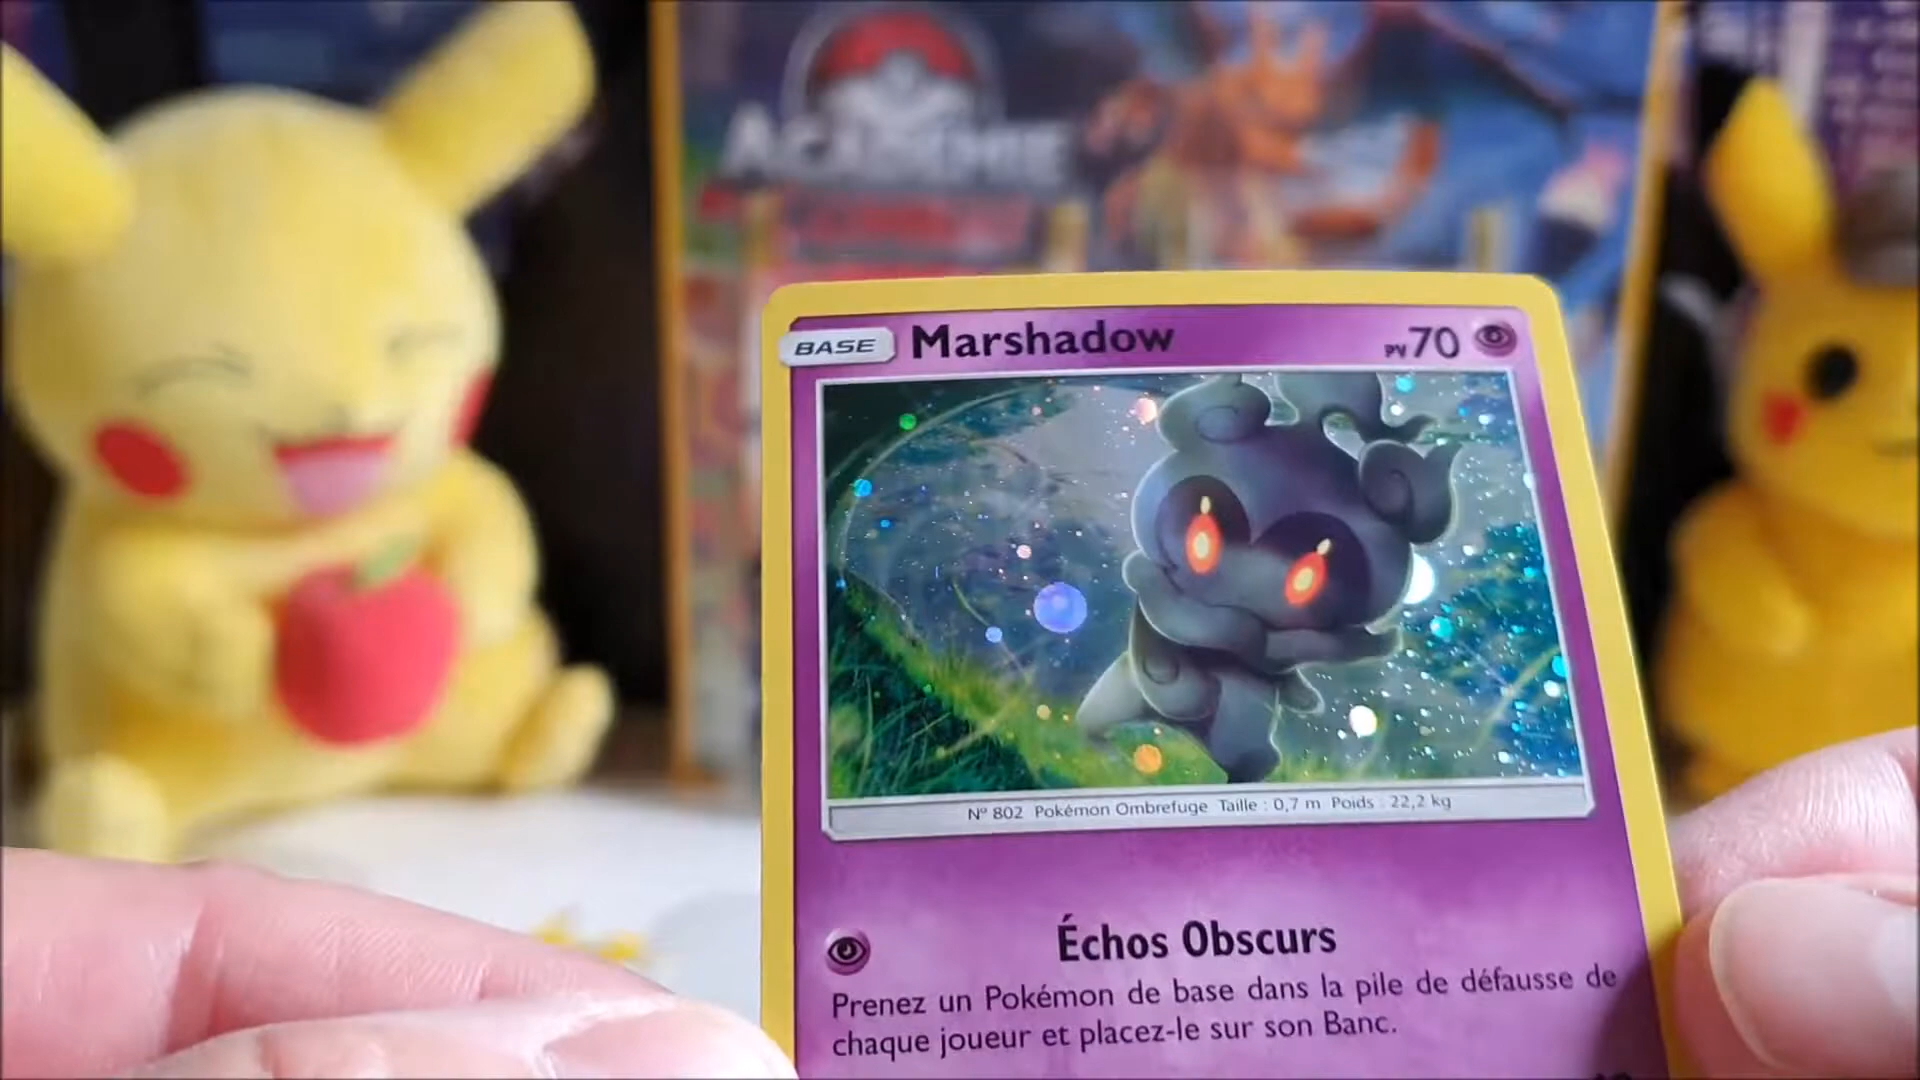 ACADÉMIE
BASE Marshadow PV70
Nº 802 Pokémon Ombrefuge Taille : 0,7 m Poids : 22,2 kg
Échos Obscurs
Prenez un Pokémon de base dans la pile de défausse de
chaque joueur et placez-le sur son Banc.